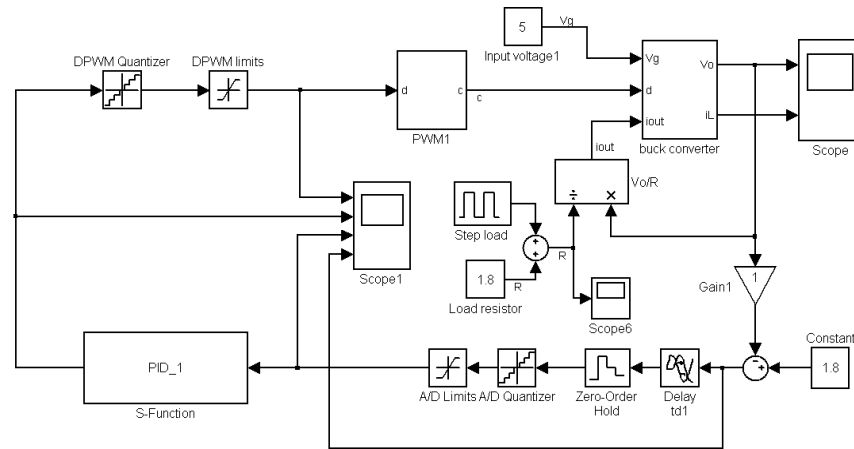 Vg
5
Input voltage1
DPWM Quantizer
DPWM limits
d
c
c
PWM1
Vg
d
iout
Vo
iL
buck converter
Scope
iout
÷
×
Vo/R
Step load
+
+
R
1.8
R
Load resistor
Scope6
Scope1
1
Gain1
PID_1
S-Function
A/D Limits
A/D Quantizer
Zero-Order
Hold
Delay
td1
−
+
Constant
1.8